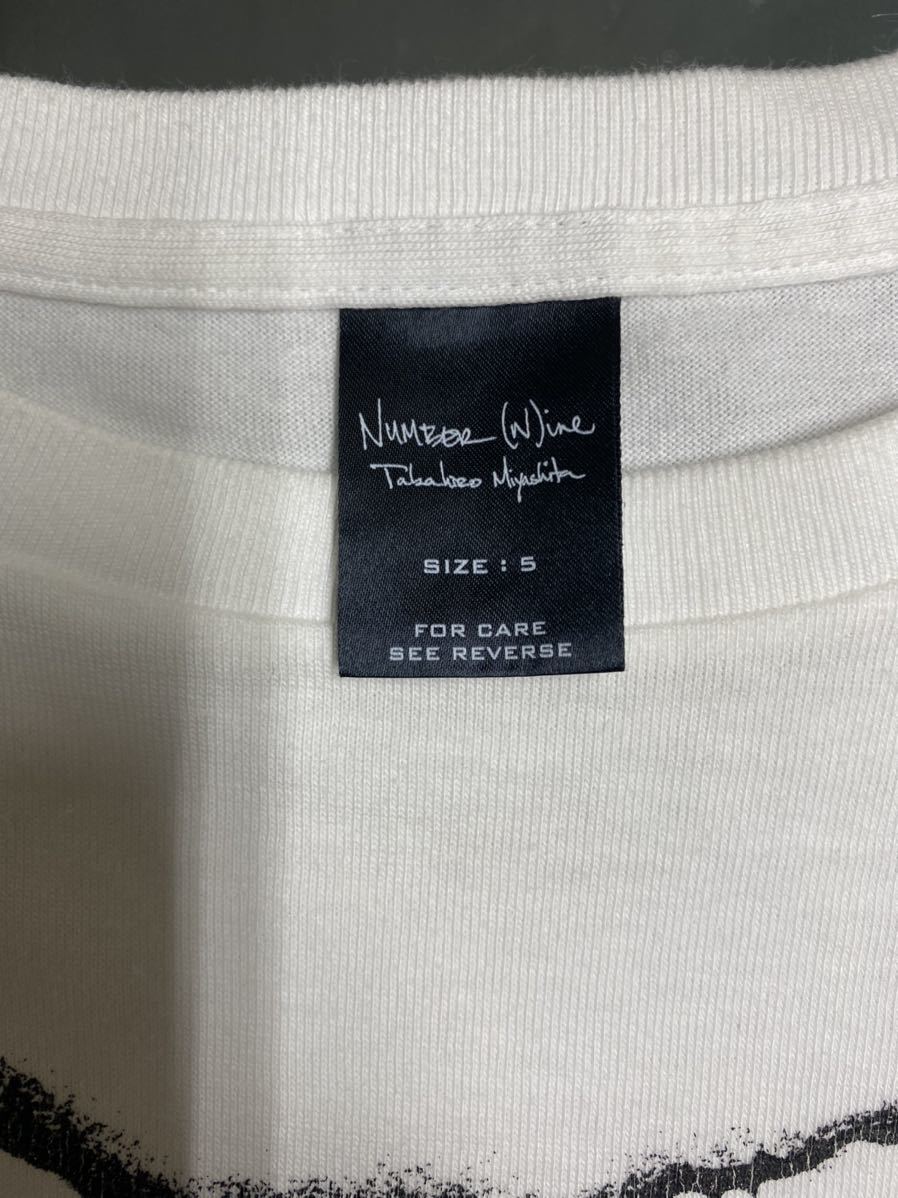 NUMBER (N)ine
Takahiro Miyashita
SIZE : 5
FOR CARE
SEE REVERSE